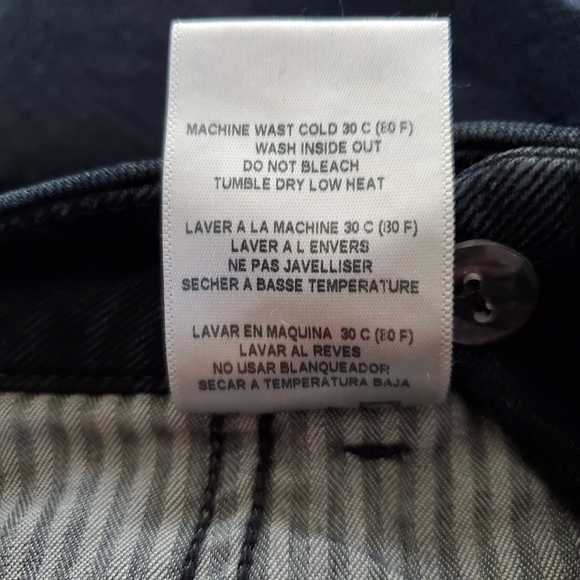 MACHINE WAST COLD 30 C (80 F)
WASH INSIDE OUT
DO NOT BLEACH
TUMBLE DRY LOW HEAT
LAVER A LA MACHINE 30 C (80 F)
LAVER A L ENVERS
NE PAS JAVELLISER
SECHER A BASSE TEMPERATURE
LAVAR EN MAQUINA 30 C (80 F)
LAVAR AL REVES
NO USAR BLANQUEADOR
SECAR A TEMPERATURA BAJA